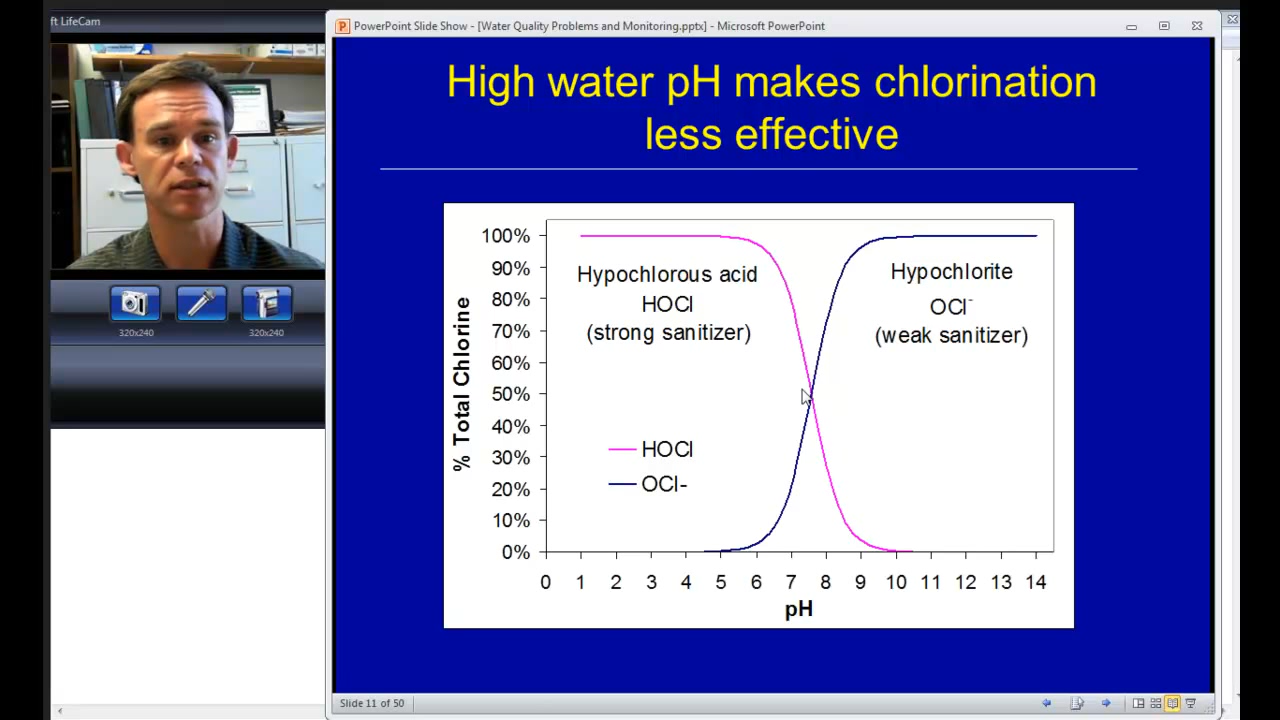 ft LifeCam
PowerPoint Slide Show - [Water Quality Problems and Monitoring.pptx] - Microsoft PowerPoint
High water pH makes chlorination
less effective
320x240
320x240
% Total Chlorine
100%
90%
80%
70%
60%
50%
40%
30%
20%
10%
0%
Hypochlorous acid
HOCl
(strong sanitizer)
Hypochlorite
OCl⁻
(weak sanitizer)
HOCl
OCl-
0 1 2 3 4 5 6 7 8 9 10 11 12 13 14
pH
Slide 11 of 50